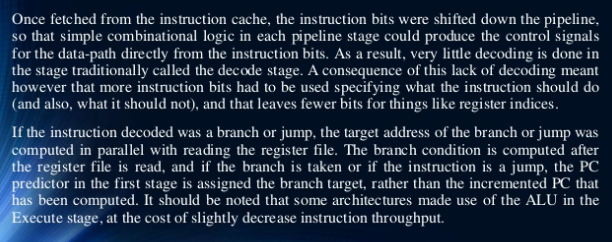 Once fetched from the instruction cache, the instruction bits were shifted down the pipeline,
so that simple combinational logic in each pipeline stage could produce the control signals
for the data-path directly from the instruction bits. As a result, very little decoding is done in
the stage traditionally called the decode stage. A consequence of this lack of decoding meant
however that more instruction bits had to be used specifying what the instruction should do
(and also, what it should not), and that leaves fewer bits for things like register indices.
If the instruction decoded was a branch or jump, the target address of the branch or jump was
computed in parallel with reading the register file. The branch condition is computed after
the register file is read, and if the branch is taken or if the instruction is a jump, the PC
predictor in the first stage is assigned the branch target, rather than the incremented PC that
has been computed. It should be noted that some architectures made use of the ALU in the
Execute stage, at the cost of slightly decrease instruction throughput.